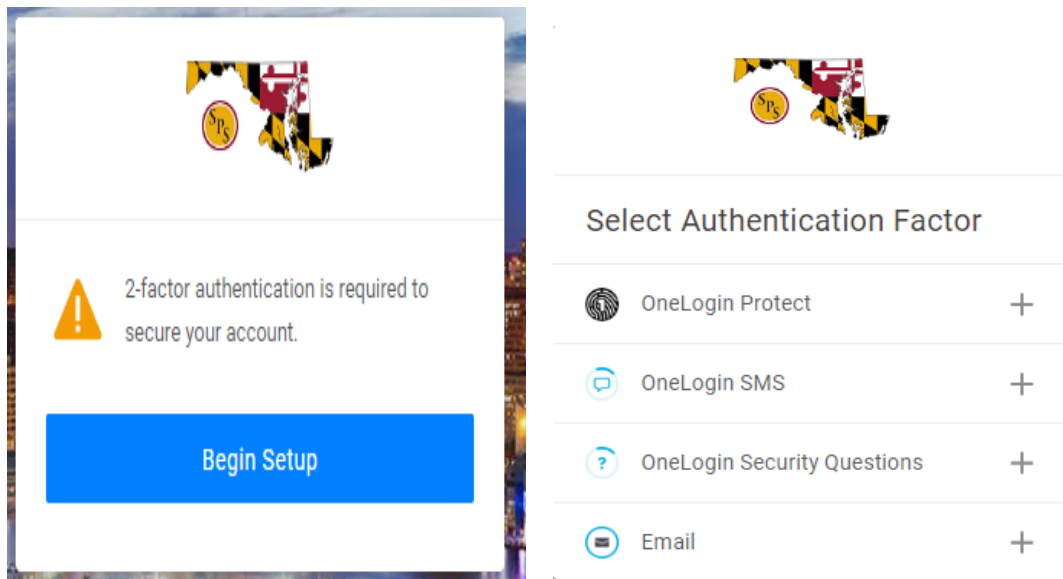 SPS
2-factor authentication is required to
secure your account.
Begin Setup
SPS
Select Authentication Factor
OneLogin Protect
OneLogin SMS
OneLogin Security Questions
Email